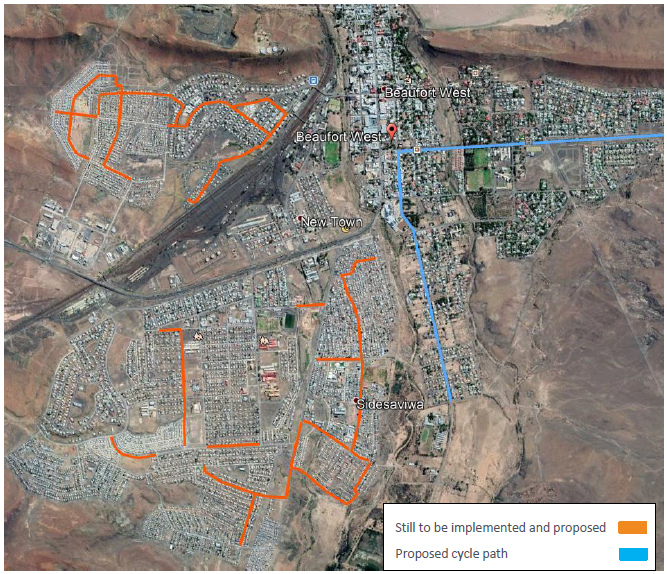 Beaufort West
Beaufort West
New Town
Sidesaviwa
Still to be implemented and proposed
Proposed cycle path